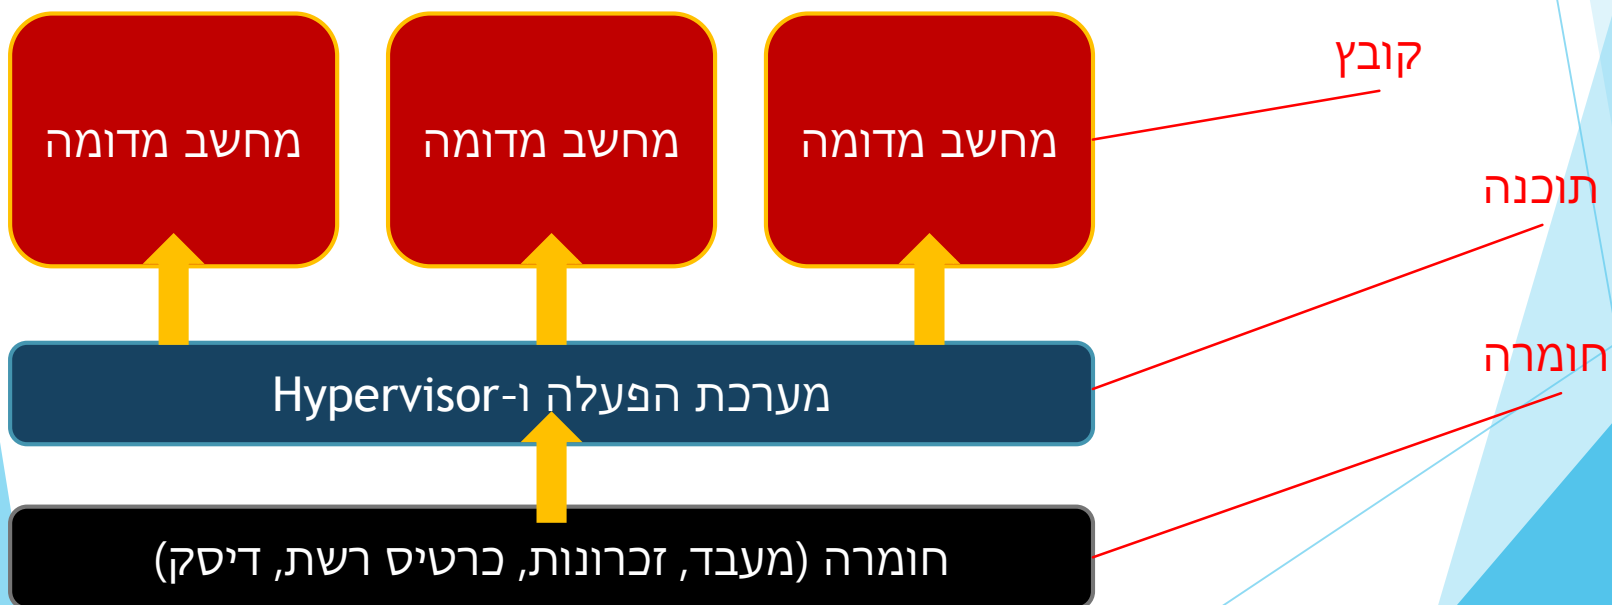 קובץ
מחשב מדומה
מחשב מדומה
מחשב מדומה
תוכנה
חומרה
מערכת הפעלה ו-Hypervisor
חומרה (מעבד, זכרונות, כרטיס רשת, דיסק)